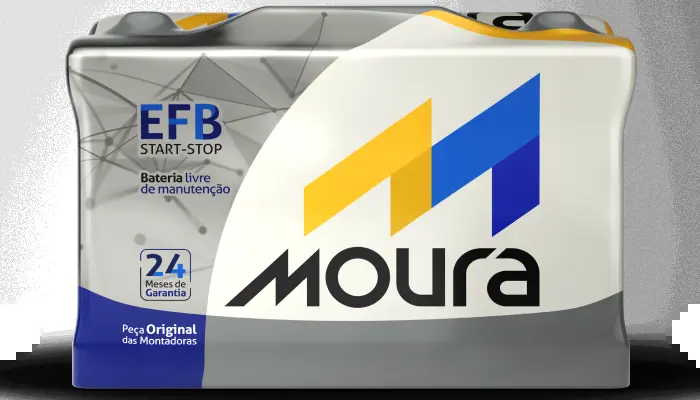 EFB
START-STOP
Bateria livre
de manutenção
24
Meses de
Garantia
Peça Original
das Montadoras
moura